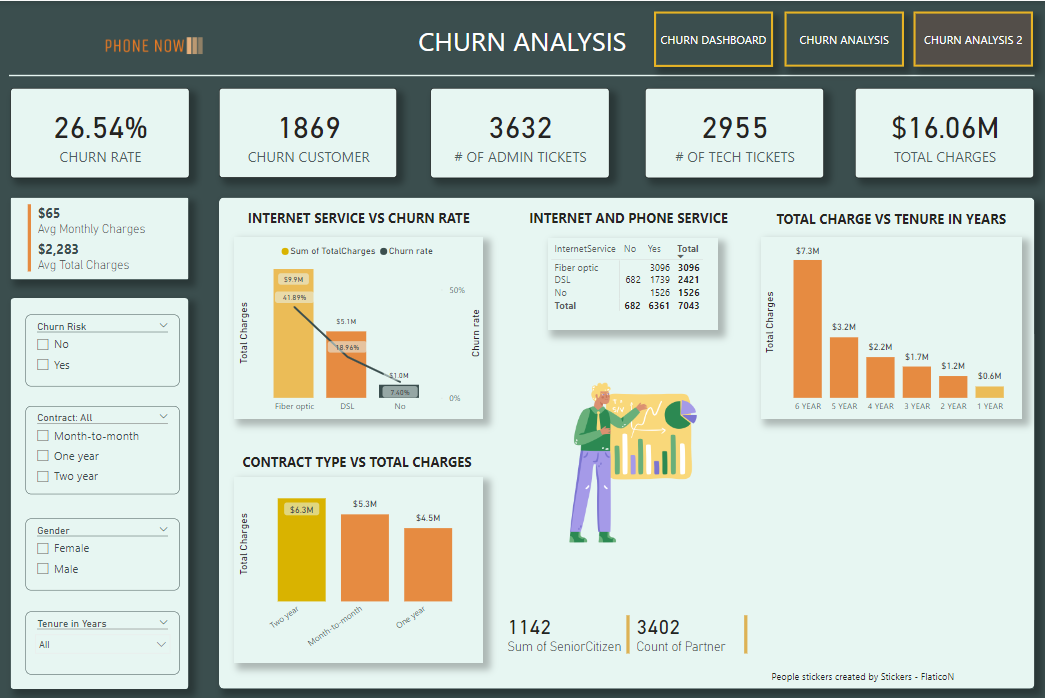 PHONE NOW
CHURN ANALYSIS
CHURN DASHBOARD
CHURN ANALYSIS
CHURN ANALYSIS 2
26.54%
CHURN RATE
1869
CHURN CUSTOMER
3632
# OF ADMIN TICKETS
2955
# OF TECH TICKETS
$16.06M
TOTAL CHARGES
$65
Avg Monthly Charges
$2,283
Avg Total Charges
Churn Risk
No
Yes
Contract: All
Month-to-month
One year
Two year
Gender
Female
Male
Tenure in Years
All
INTERNET SERVICE VS CHURN RATE
Sum of TotalCharges Churn rate
Total Charges
$9.9M
41.89%
$5.1M
18.96%
$1.0M
7.40%
50%
0%
Churn rate
Fiber optic DSL No
INTERNET AND PHONE SERVICE
InternetService No Yes Total
Fiber optic 3096 3096
DSL 682 1739 2421
No 1526 1526
Total 682 6361 7043
TOTAL CHARGE VS TENURE IN YEARS
Total Charges
$7.3M
$3.2M
$2.2M
$1.7M
$1.2M
$0.6M
6 YEAR 5 YEAR 4 YEAR 3 YEAR 2 YEAR 1 YEAR
CONTRACT TYPE VS TOTAL CHARGES
Total Charges
$6.3M
$5.3M
$4.5M
Two year
Month-to-month
One year
1142
Sum of SeniorCitizen
3402
Count of Partner
People stickers created by Stickers - FlaticoN